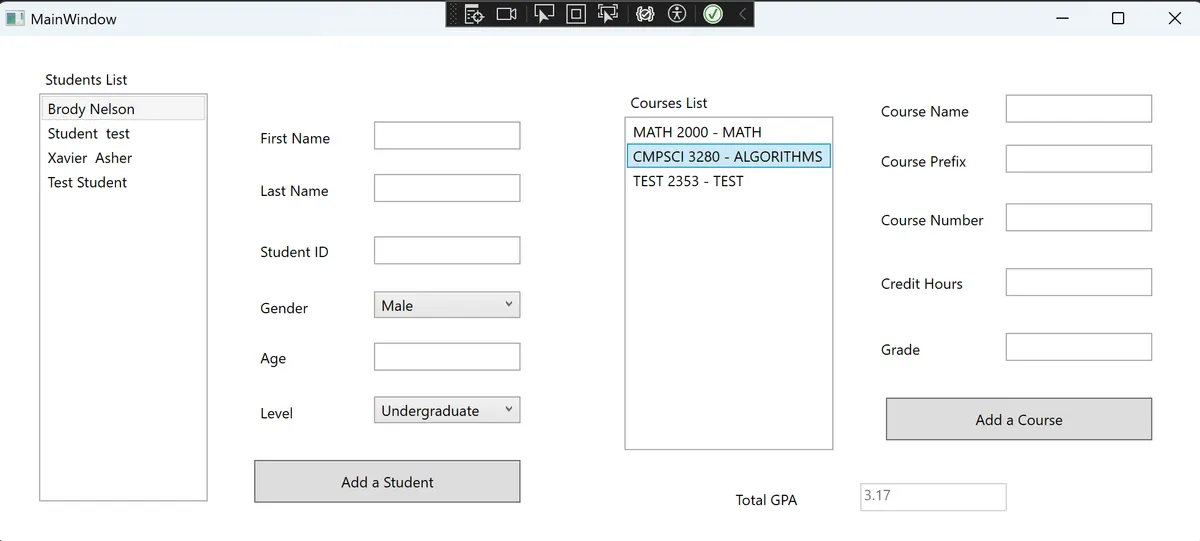 MainWindow
Students List
Brody Nelson
Student  test
Xavier  Asher
Test Student
First Name
Last Name
Student ID
Gender
Male
Age
Level
Undergraduate
Add a Student
Courses List
MATH 2000 - MATH
CMPSCI 3280 - ALGORITHMS
TEST 2353 - TEST
Course Name
Course Prefix
Course Number
Credit Hours
Grade
Add a Course
Total GPA
3.17